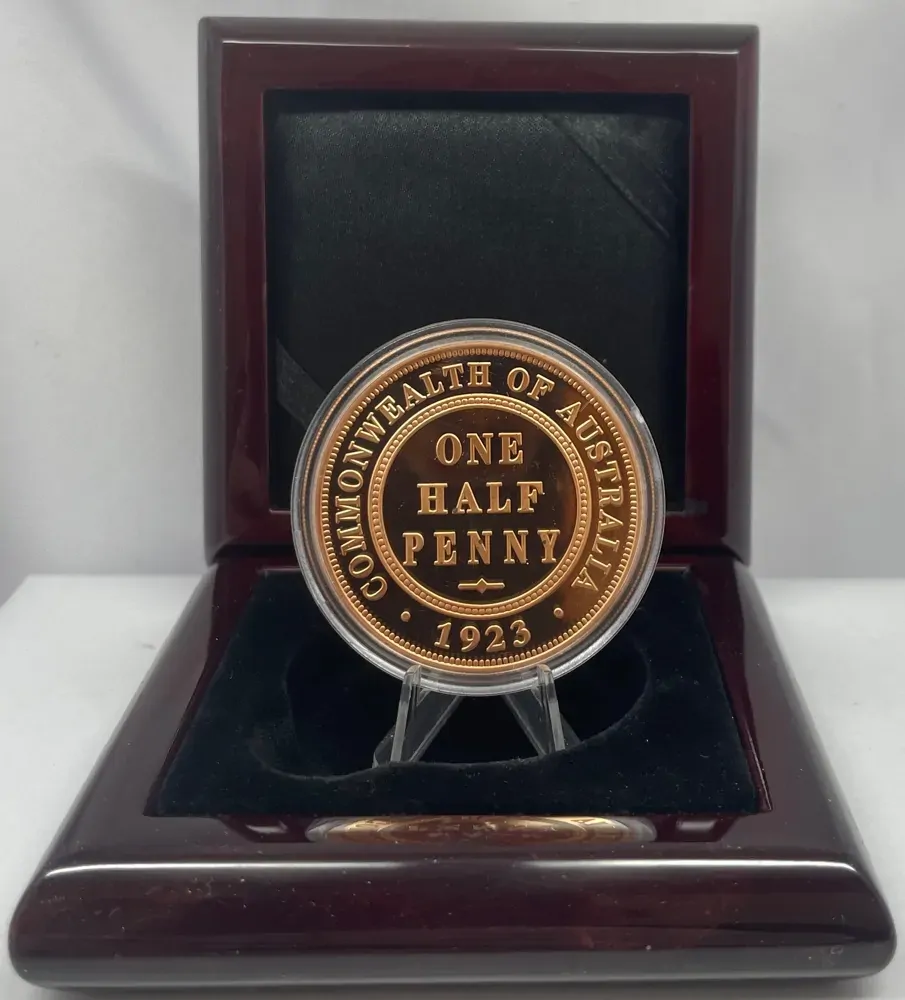 COMMONWEALTH OF AUSTRALIA
ONE
HALF
PENNY
1923